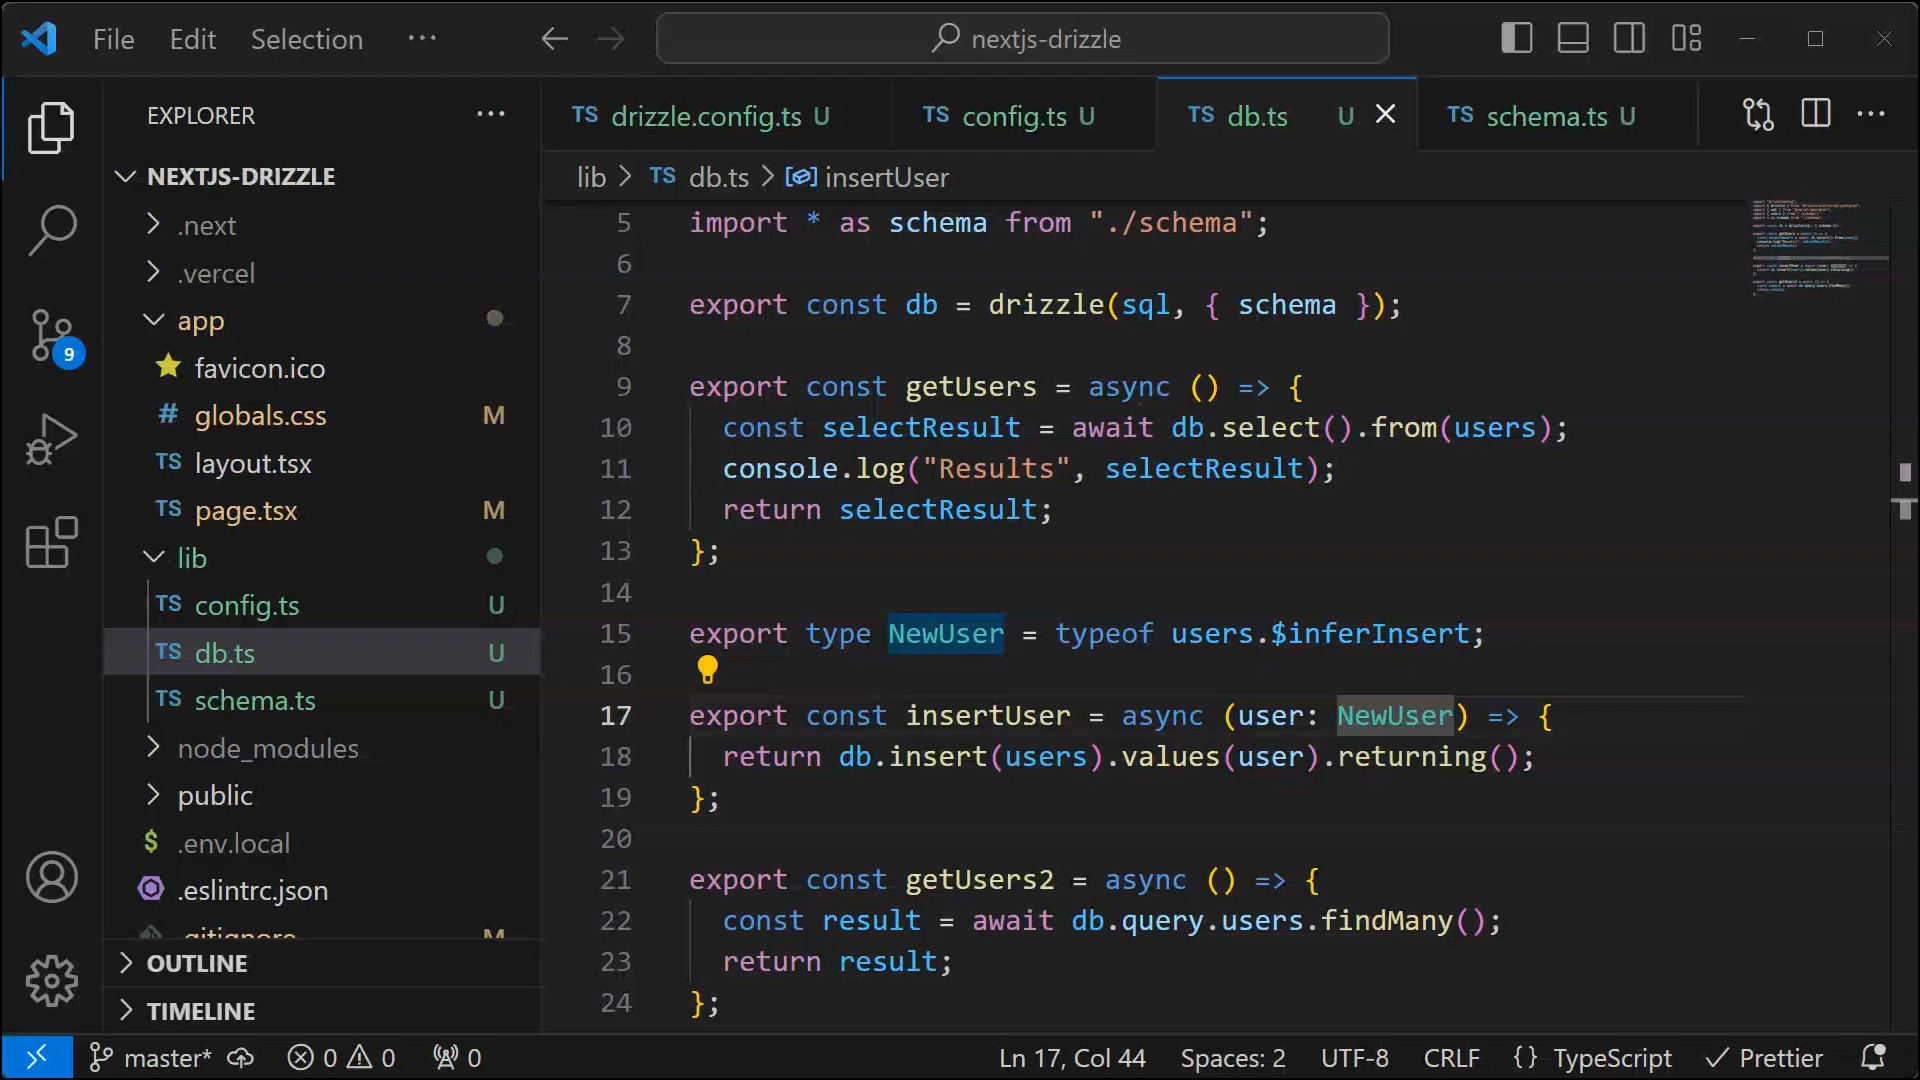 File Edit Selection ··· nextjs-drizzle
EXPLORER ···
NEXTJS-DRIZZLE
.next
.vercel
app
favicon.ico
# globals.css M
TS layout.tsx
TS page.tsx M
lib
TS config.ts U
TS db.ts U
TS schema.ts U
node_modules
public
$ .env.local
.eslintrc.json
.gitignore M
OUTLINE
TIMELINE
TS drizzle.config.ts U TS config.ts U TS db.ts U TS schema.ts U ···
lib > TS db.ts > insertUser
5 import * as schema from "./schema";
6
7 export const db = drizzle(sql, { schema });
8
9 export const getUsers = async () => {
10 const selectResult = await db.select().from(users);
11 console.log("Results", selectResult);
12 return selectResult;
13 };
14
15 export type NewUser = typeof users.$inferInsert;
16
17 export const insertUser = async (user: NewUser) => {
18 return db.insert(users).values(user).returning();
19 };
20
21 export const getUsers2 = async () => {
22 const result = await db.query.users.findMany();
23 return result;
24 };
9
master* 0 0 0 Ln 17, Col 44 Spaces: 2 UTF-8 CRLF {} TypeScript Prettier